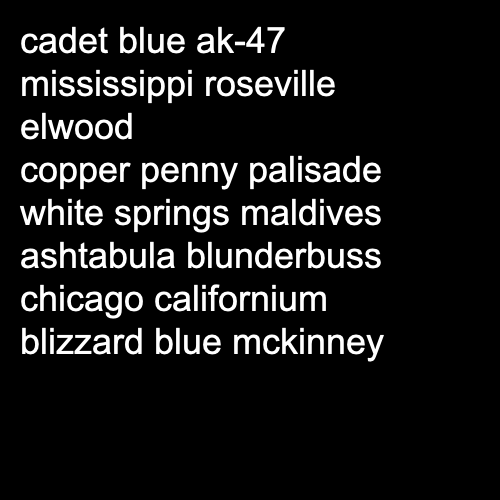 cadet blue ak-47
mississippi roseville
elwood
copper penny palisade
white springs maldives
ashtabula blunderbuss
chicago californium
blizzard blue mckinney